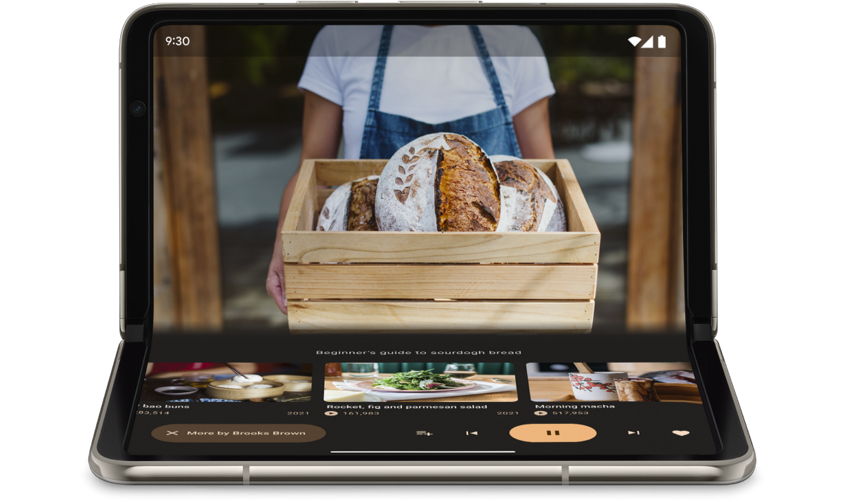 9:30
Beginner's guide to sourdogh bread
bao buns
Rocket, fig and parmesan salad
Morning macha
83,514
2021
161,983
2021
517,953
More by Brooks Brown